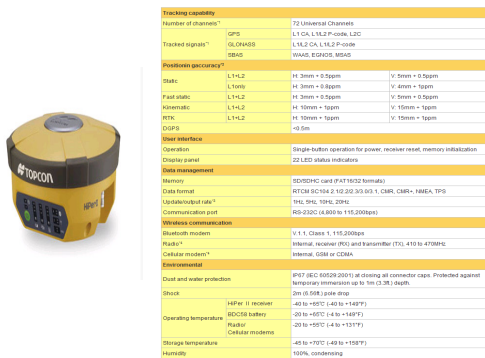 TOPCON
HiPer II
Tracking capability
Number of channels*1 72 Universal Channels
Tracked signals*1 GPS L1 CA, L1/L2 P-code, L2C
GLONASS L1/L2 CA, L1/L2 P-code
SBAS WAAS, EGNOS, MSAS
Positionin gaccuracy*2
Static L1+L2 H: 3mm + 0.5ppm V: 5mm + 0.5ppm
L1only H: 3mm + 0.8ppm V: 4mm + 1ppm
Fast static L1+L2 H: 3mm + 0.5ppm V: 5mm + 0.5ppm
Kinematic L1+L2 H: 10mm + 1ppm V: 15mm + 1ppm
RTK L1+L2 H: 10mm + 1ppm V: 15mm + 1ppm
DGPS <0.5m
User interface
Operation Single-button operation for power, receiver reset, memory initialization
Display panel 22 LED status indicators
Data management
Memory SD/SDHC card (FAT16/32 formats)
Data format RTCM SC104 2.1/2.2/2.3/3.0/3.1, CMR, CMR+, NMEA, TPS
Update/output rate*3 1Hz, 5Hz, 10Hz, 20Hz
Communication port RS-232C (4,800 to 115,200bps)
Wireless communication
Bluetooth modem V.1.1, Class 1, 115,200bps
Radio*4 Internal, receiver (RX) and transmitter (TX), 410 to 470MHz
Cellular modem*4 Internal, GSM or CDMA
Environmental
Dust and water protection IP67 (IEC 60529:2001) at closing all connector caps. Protected against
temporary immersion up to 1m (3.3ft.) depth.
Shock 2m (6.56ft.) pole drop
Operating temperature HiPer II receiver -40 to +65℃ (-40 to +149°F)
BDC58 battery -20 to +65℃ (-4 to +149°F)
Radio/
Cellular modems -20 to +55℃ (-4 to +131°F)
Storage temperature -45 to +70℃ (-49 to +158°F)
Humidity 100%, condensing